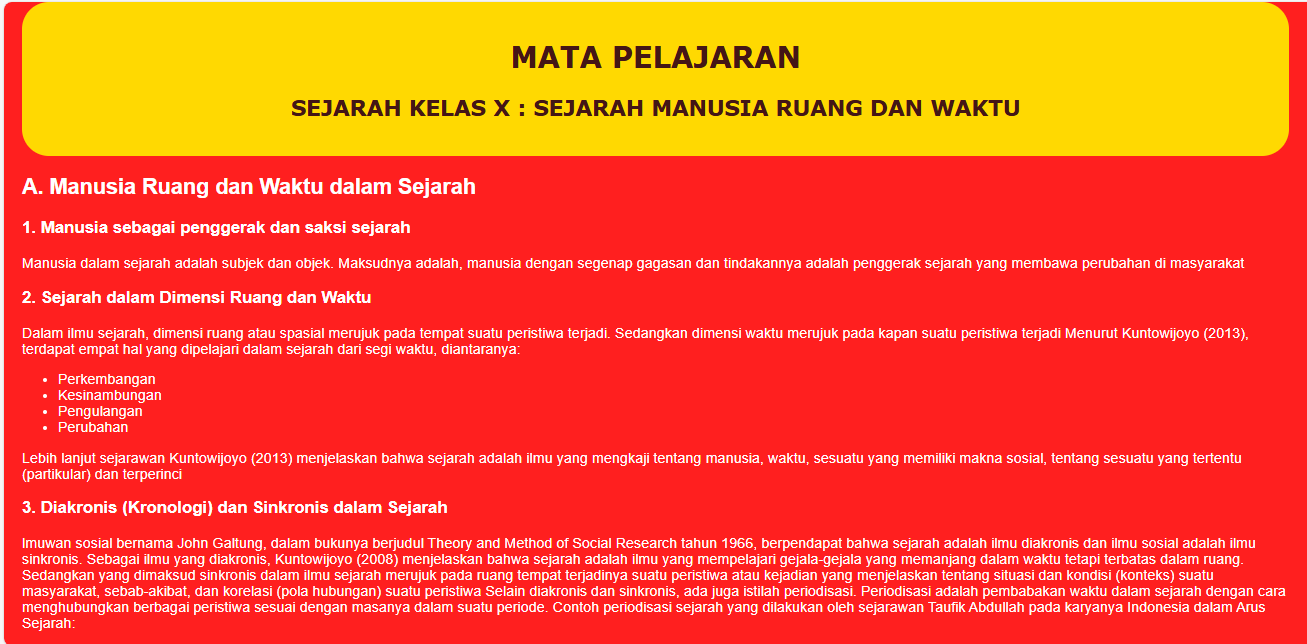 MATA PELAJARAN
SEJARAH KELAS X : SEJARAH MANUSIA RUANG DAN WAKTU
A. Manusia Ruang dan Waktu dalam Sejarah
1. Manusia sebagai penggerak dan saksi sejarah
Manusia dalam sejarah adalah subjek dan objek. Maksudnya adalah, manusia dengan segenap gagasan dan tindakannya adalah penggerak sejarah yang membawa perubahan di masyarakat
2. Sejarah dalam Dimensi Ruang dan Waktu
Dalam ilmu sejarah, dimensi ruang atau spasial merujuk pada tempat suatu peristiwa terjadi. Sedangkan dimensi waktu merujuk pada kapan suatu peristiwa terjadi Menurut Kuntowijoyo (2013),
terdapat empat hal yang dipelajari dalam sejarah dari segi waktu, diantaranya:
• Perkembangan
• Kesinambungan
• Pengulangan
• Perubahan
Lebih lanjut sejarawan Kuntowijoyo (2013) menjelaskan bahwa sejarah adalah ilmu yang mengkaji tentang manusia, waktu, sesuatu yang memiliki makna sosial, tentang sesuatu yang tertentu
(partikular) dan terperinci
3. Diakronis (Kronologi) dan Sinkronis dalam Sejarah
Imuwan sosial bernama John Galtung, dalam bukunya berjudul Theory and Method of Social Research tahun 1966, berpendapat bahwa sejarah adalah ilmu diakronis dan ilmu sosial adalah ilmu
sinkronis. Sebagai ilmu yang diakronis, Kuntowijoyo (2008) menjelaskan bahwa sejarah adalah ilmu yang mempelajari gejala-gejala yang memanjang dalam waktu tetapi terbatas dalam ruang.
Sedangkan yang dimaksud sinkronis dalam ilmu sejarah merujuk pada ruang tempat terjadinya suatu peristiwa atau kejadian yang menjelaskan tentang situasi dan kondisi (konteks) suatu
masyarakat, sebab-akibat, dan korelasi (pola hubungan) suatu peristiwa Selain diakronis dan sinkronis, ada juga istilah periodisasi. Periodisasi adalah pembabakan waktu dalam sejarah dengan cara
menghubungkan berbagai peristiwa sesuai dengan masanya dalam suatu periode. Contoh periodisasi sejarah yang dilakukan oleh sejarawan Taufik Abdullah pada karyanya Indonesia dalam Arus
Sejarah: